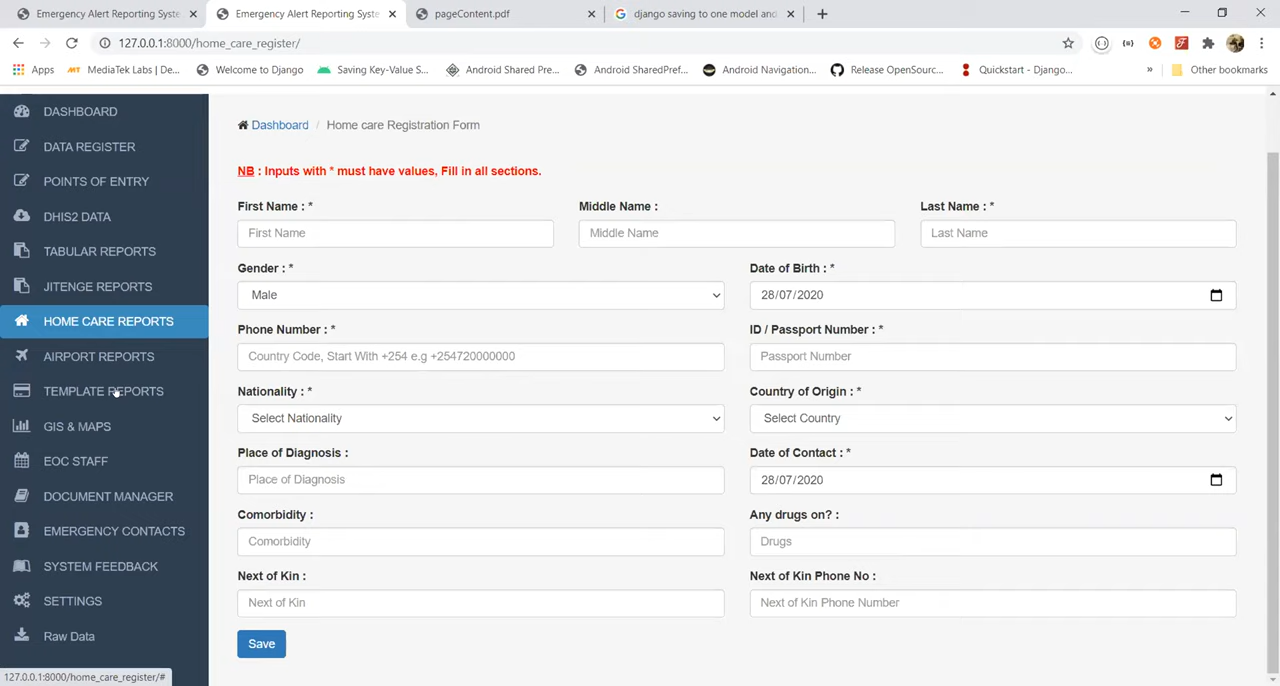 Emergency Alert Reporting Syste
Emergency Alert Reporting Syste
pageContent.pdf
django saving to one model and
127.0.0.1:8000/home_care_register/
Apps
MediaTek Labs | De...
Welcome to Django
Saving Key-Value S...
Android Shared Pre...
Android SharedPref...
Android Navigation...
Release OpenSourc...
Quickstart - Django...
»
Other bookmarks
DASHBOARD
DATA REGISTER
POINTS OF ENTRY
DHIS2 DATA
TABULAR REPORTS
JITENGE REPORTS
HOME CARE REPORTS
AIRPORT REPORTS
TEMPLATE REPORTS
GIS & MAPS
EOC STAFF
DOCUMENT MANAGER
EMERGENCY CONTACTS
SYSTEM FEEDBACK
SETTINGS
Raw Data
127.0.0.1:8000/home_care_register/#
Dashboard / Home care Registration Form
NB : Inputs with * must have values, Fill in all sections.
First Name : *
First Name
Middle Name :
Middle Name
Last Name : *
Last Name
Gender : *
Male
Date of Birth : *
28/07/2020
Phone Number : *
Country Code, Start With +254 e.g +254720000000
ID / Passport Number : *
Passport Number
Nationality : *
Select Nationality
Country of Origin : *
Select Country
Place of Diagnosis :
Place of Diagnosis
Date of Contact : *
28/07/2020
Comorbidity :
Comorbidity
Any drugs on? :
Drugs
Next of Kin :
Next of Kin
Next of Kin Phone No :
Next of Kin Phone Number
Save